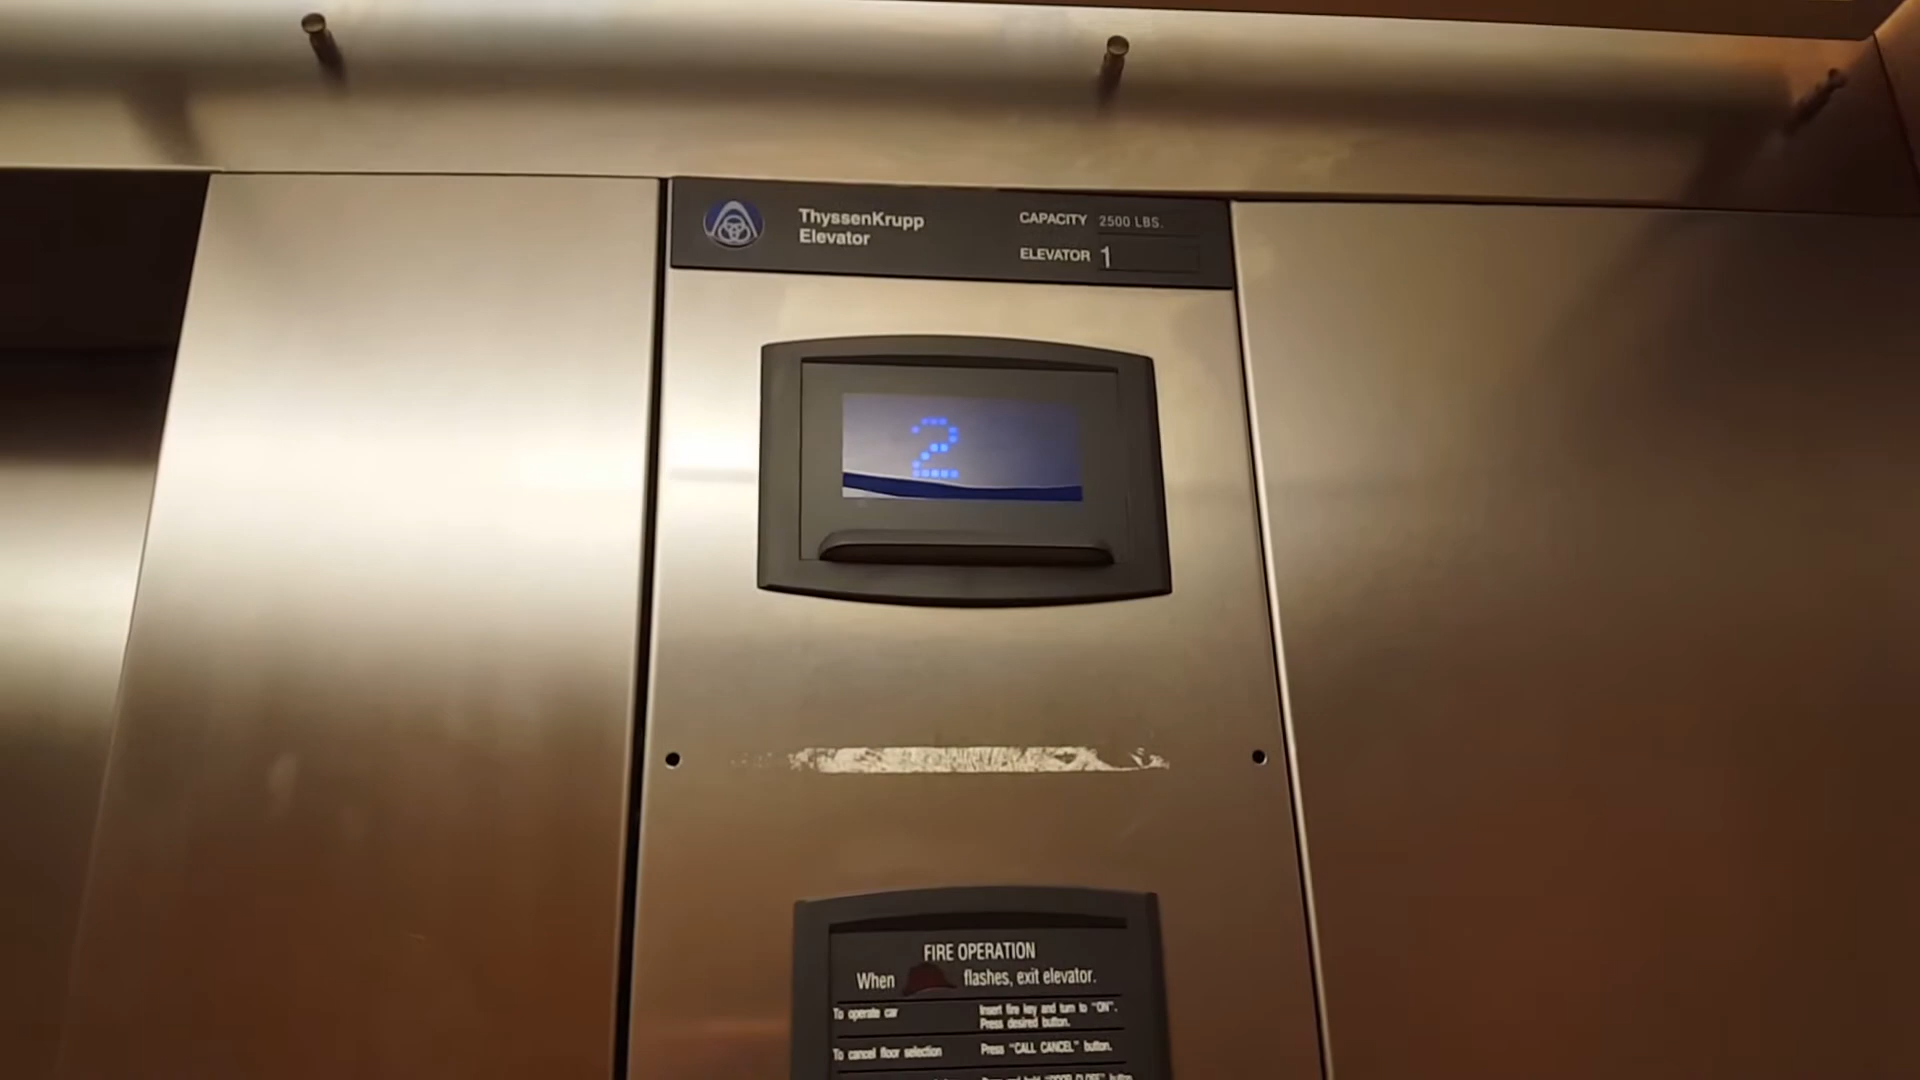 ThyssenKrupp
Elevator
CAPACITY 2500 LBS.
ELEVATOR 1
2
FIRE OPERATION
When flashes, exit elevator.
To operate car
Insert fire key and turn to "ON".
Press desired button.
To cancel floor selection
Press "CALL CANCEL" button.